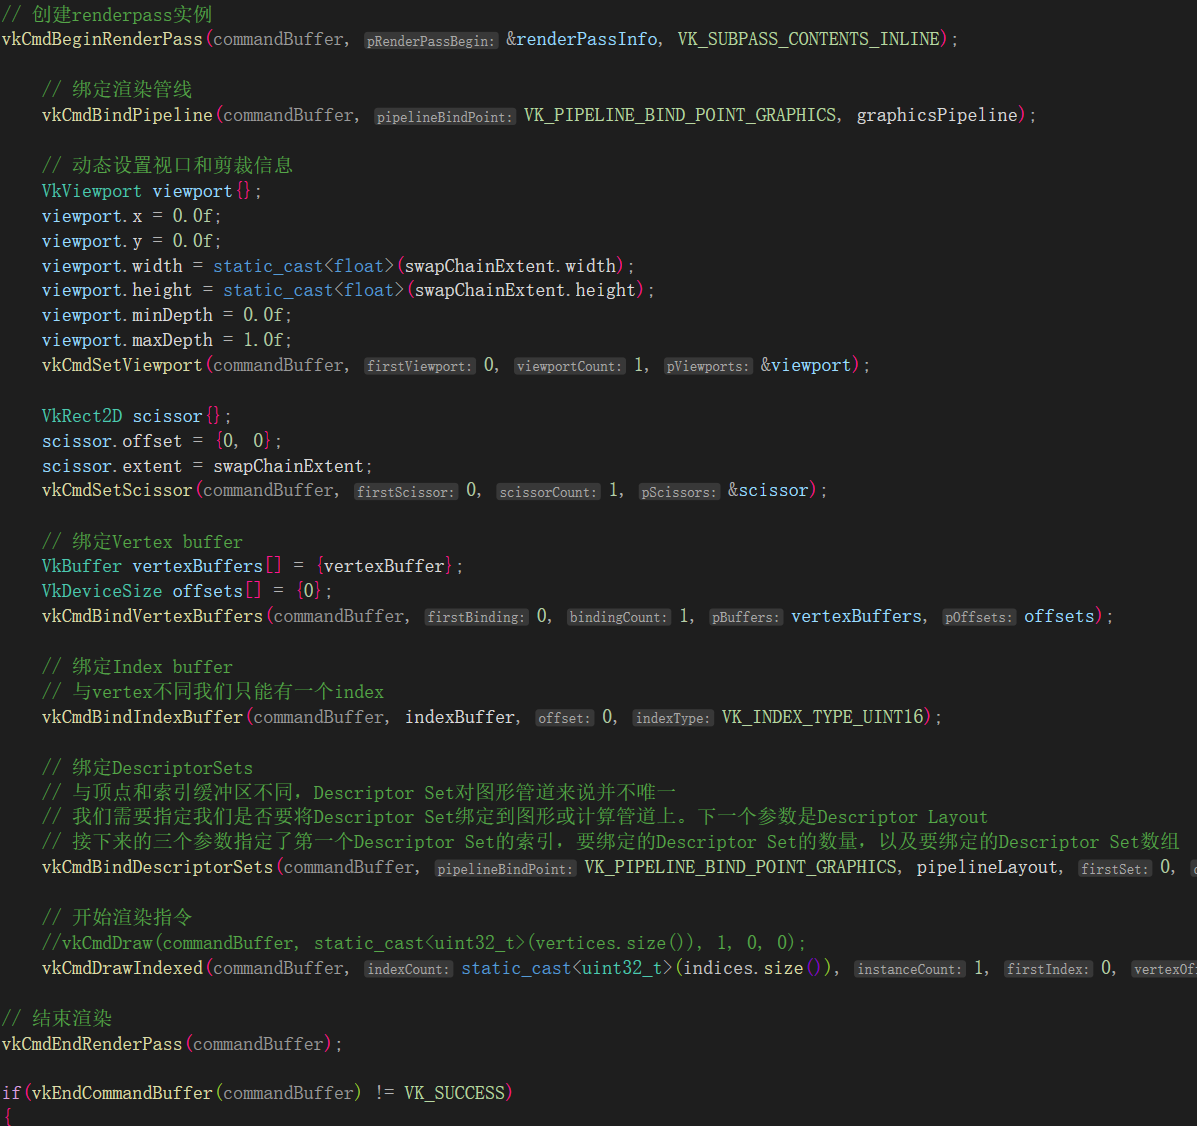 // 创建renderpass实例
vkCmdBeginRenderPass(commandBuffer, pRenderPassBegin: &renderPassInfo, VK_SUBPASS_CONTENTS_INLINE);
// 绑定渲染管线
vkCmdBindPipeline(commandBuffer, pipelineBindPoint: VK_PIPELINE_BIND_POINT_GRAPHICS, graphicsPipeline);
// 动态设置视口和剪裁信息
VkViewport viewport{};
viewport.x = 0.0f;
viewport.y = 0.0f;
viewport.width = static_cast<float>(swapChainExtent.width);
viewport.height = static_cast<float>(swapChainExtent.height);
viewport.minDepth = 0.0f;
viewport.maxDepth = 1.0f;
vkCmdSetViewport(commandBuffer, firstViewport: 0, viewportCount: 1, pViewports: &viewport);
VkRect2D scissor{};
scissor.offset = {0, 0};
scissor.extent = swapChainExtent;
vkCmdSetScissor(commandBuffer, firstScissor: 0, scissorCount: 1, pScissors: &scissor);
// 绑定Vertex buffer
VkBuffer vertexBuffers[] = {vertexBuffer};
VkDeviceSize offsets[] = {0};
vkCmdBindVertexBuffers(commandBuffer, firstBinding: 0, bindingCount: 1, pBuffers: vertexBuffers, pOffsets: offsets);
// 绑定Index buffer
// 与vertex不同我们只能有一个index
vkCmdBindIndexBuffer(commandBuffer, indexBuffer, offset: 0, indexType: VK_INDEX_TYPE_UINT16);
// 绑定DescriptorSets
// 与顶点和索引缓冲区不同，Descriptor Set对图形管道来说并不唯一
// 我们需要指定我们是否要将Descriptor Set绑定到图形或计算管道上。下一个参数是Descriptor Layout
// 接下来的三个参数指定了第一个Descriptor Set的索引，要绑定的Descriptor Set的数量，以及要绑定的Descriptor Set数组
vkCmdBindDescriptorSets(commandBuffer, pipelineBindPoint: VK_PIPELINE_BIND_POINT_GRAPHICS, pipelineLayout, firstSet: 0,
// 开始渲染指令
//vkCmdDraw(commandBuffer, static_cast<uint32_t>(vertices.size()), 1, 0, 0);
vkCmdDrawIndexed(commandBuffer, indexCount: static_cast<uint32_t>(indices.size()), instanceCount: 1, firstIndex: 0, vertexOf
// 结束渲染
vkCmdEndRenderPass(commandBuffer);
if(vkEndCommandBuffer(commandBuffer) != VK_SUCCESS)
{